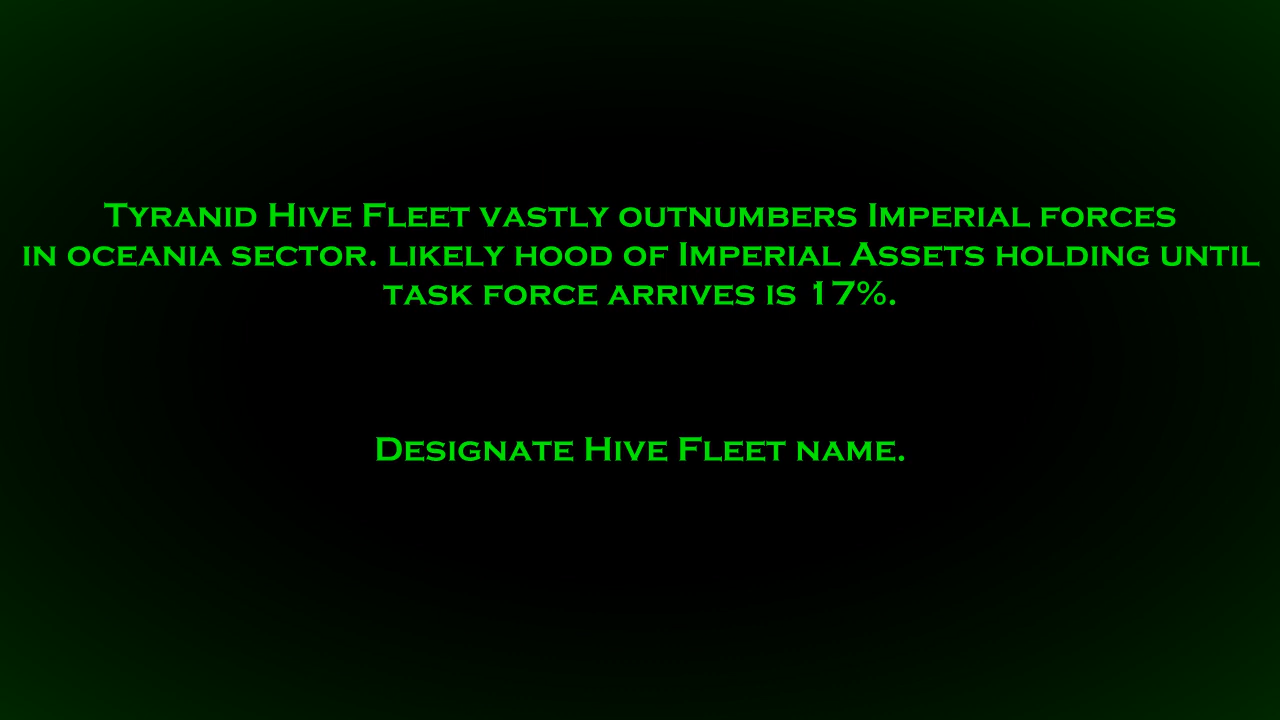 Tyranid Hive Fleet vastly outnumbers Imperial forces
in oceania sector. likely hood of Imperial Assets holding until
task force arrives is 17%.
Designate Hive Fleet name.